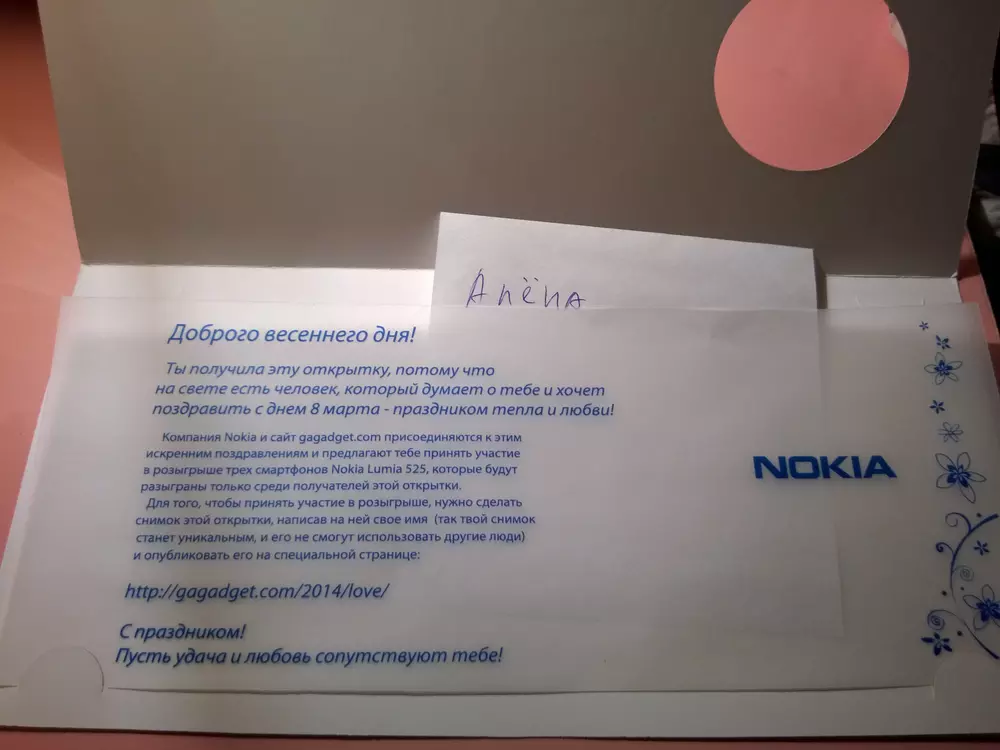 Алёна
Доброго весеннего дня!
Ты получила эту открытку, потому что
на свете есть человек, который думает о тебе и хочет
поздравить с днем 8 марта - праздником тепла и любви!
Компания Nokia и сайт gagadget.com присоединяются к этим
искренним поздравлениям и предлагают тебе принять участие
в розыгрыше трех смартфонов Nokia Lumia 525, которые будут
разыграны только среди получателей этой открытки.
Для того, чтобы принять участие в розыгрыше, нужно сделать
снимок этой открытки, написав на ней свое имя (так твой снимок
станет уникальным, и его не смогут использовать другие люди)
и опубликовать его на специальной странице:
NOKIA
http://gagadget.com/2014/love/
С праздником!
Пусть удача и любовь сопутствуют тебе!